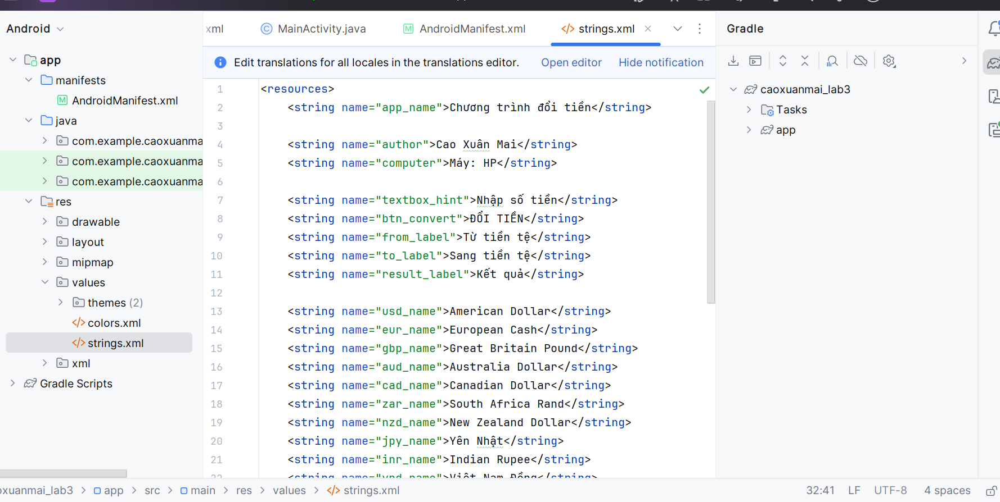 Android
app
manifests
AndroidManifest.xml
java
com.example.caoxuanma
com.example.caoxuanma
com.example.caoxuanma
res
drawable
layout
mipmap
values
themes (2)
colors.xml
strings.xml
xml
Gradle Scripts
xml MainActivity.java AndroidManifest.xml strings.xml
Edit translations for all locales in the translations editor. Open editor Hide notification
1 <resources>
2 <string name="app_name">Chương trình đổi tiền</string>
3
4 <string name="author">Cao Xuân Mai</string>
5 <string name="computer">Máy: HP</string>
6
7 <string name="textbox_hint">Nhập số tiền</string>
8 <string name="btn_convert">ĐỔI TIỀN</string>
9 <string name="from_label">Từ tiền tệ</string>
10 <string name="to_label">Sang tiền tệ</string>
11 <string name="result_label">Kết quả</string>
12
13 <string name="usd_name">American Dollar</string>
14 <string name="eur_name">European Cash</string>
15 <string name="gbp_name">Great Britain Pound</string>
16 <string name="aud_name">Australia Dollar</string>
17 <string name="cad_name">Canadian Dollar</string>
18 <string name="zar_name">South Africa Rand</string>
19 <string name="nzd_name">New Zealand Dollar</string>
20 <string name="jpy_name">Yên Nhật</string>
21 <string name="inr_name">Indian Rupee</string>
22 <string name="vnd_name">Việt Nam Đồng</string>
Gradle
caoxuanmai_lab3
Tasks
app
oxuanmai_lab3 > app > src > main > res > values > strings.xml
32:41 LF UTF-8 4 spaces